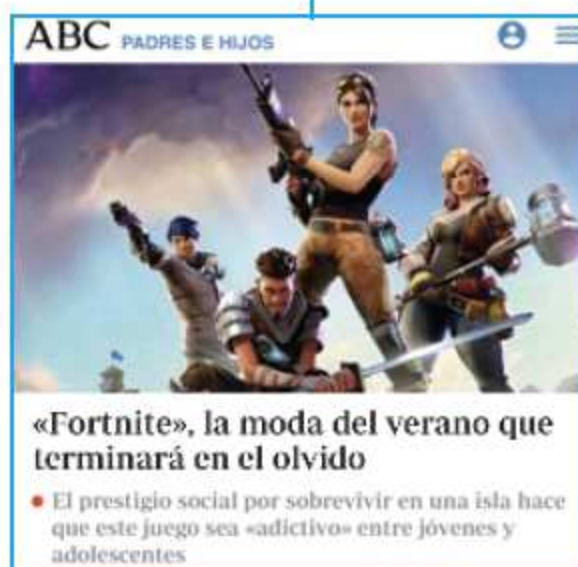 ABC PADRES E HIJOS
«Fortnite», la moda del verano que
terminará en el olvido
El prestigio social por sobrevivir en una isla hace
que este juego sea «adictivo» entre jóvenes y
adolescentes